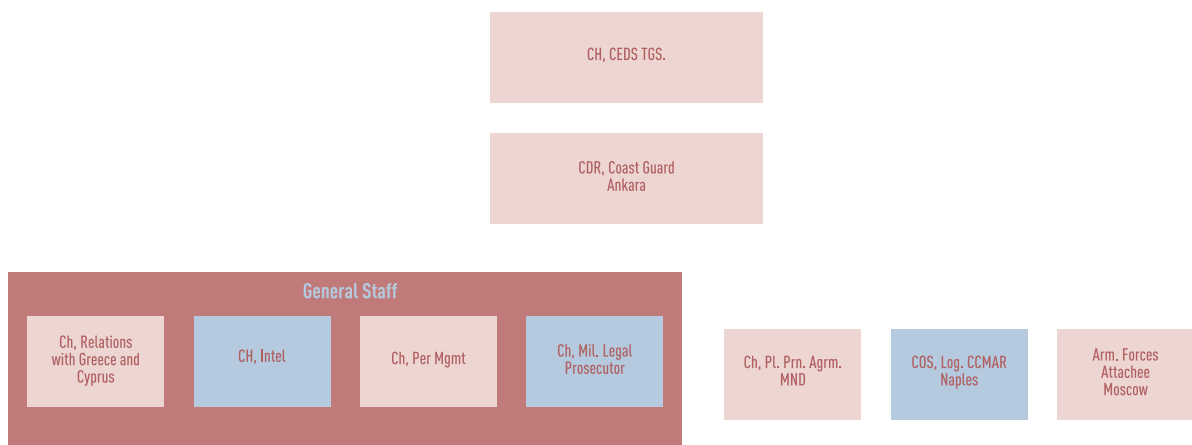 CH, CEDS TGS.
CDR, Coast Guard
Ankara
General Staff
Ch, Relations
with Greece and
Cyprus
CH, Intel
Ch, Per Mgmt
Ch, Mil. Legal
Prosecutor
Ch, Pl. Prn. Agrm.
MND
COS, Log. CCMAR
Naples
Arm. Forces
Attachee
Moscow